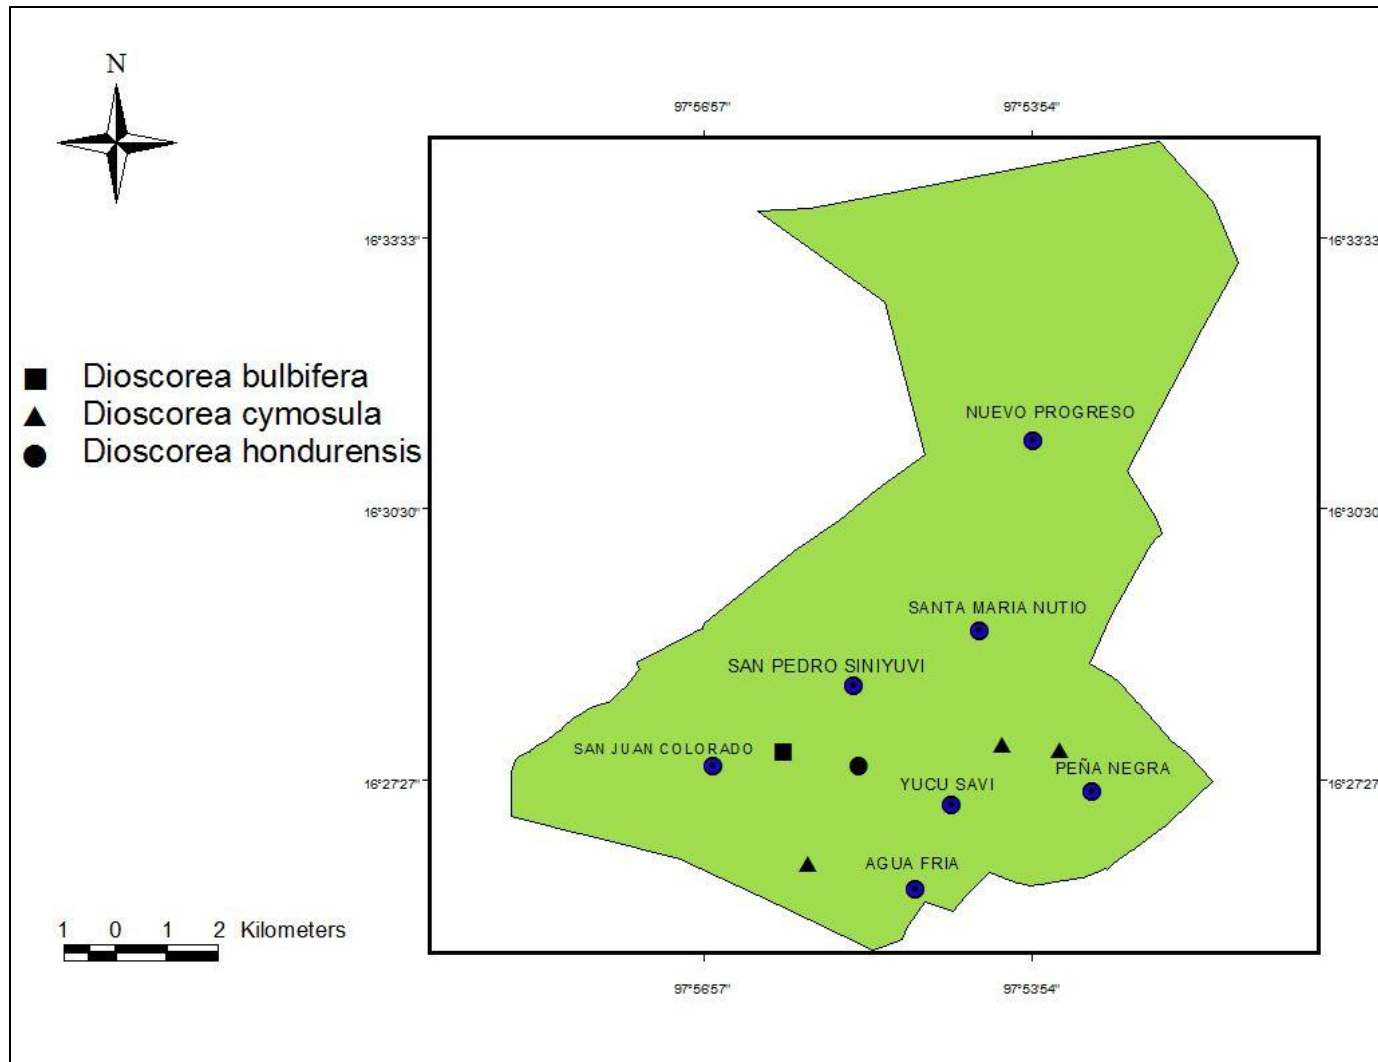 N
97°56'57" 97°53'54"
16°33'33" 16°33'33
Dioscorea bulbifera
Dioscorea cymosula
Dioscorea hondurensis
NUEVO PROGRESO
16°30'30" 16°30'30
SANTA MARIA NUTIO
SAN PEDRO SINIYUVI
SAN JUAN COLORADO
PEÑA NEGRA
16°27'27" 16°27'27
YUCU SAVI
AGUA FRIA
1 0 1 2 Kilometers
97°56'57" 97°53'54"